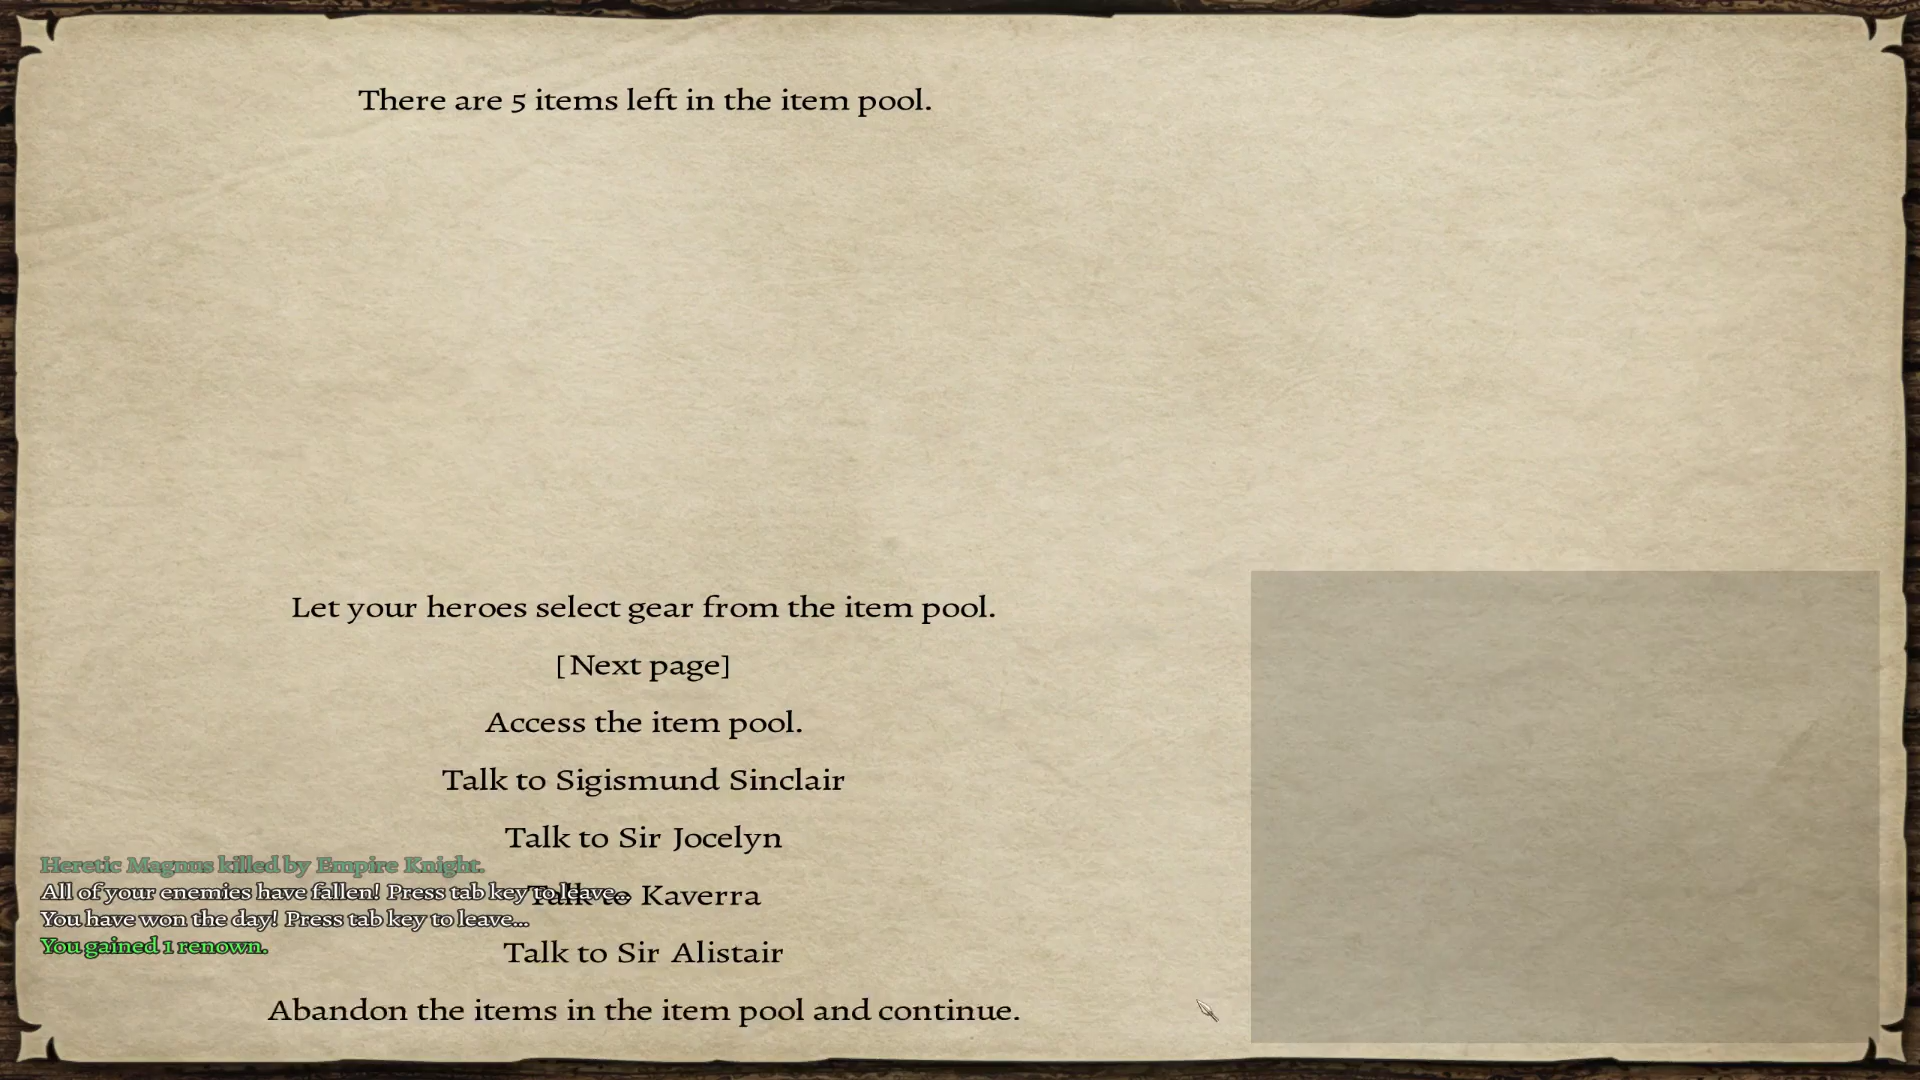 There are 5 items left in the item pool.
Let your heroes select gear from the item pool.
[Next page]
Access the item pool.
Talk to Sigismund Sinclair
Talk to Sir Jocelyn
Heretic Magnus killed by Empire Knight.
All of your enemies have fallen! Press tab key to leave...
Talk to Kaverra
You have won the day! Press tab key to leave...
You gained 1 renown.
Talk to Sir Alistair
Abandon the items in the item pool and continue.